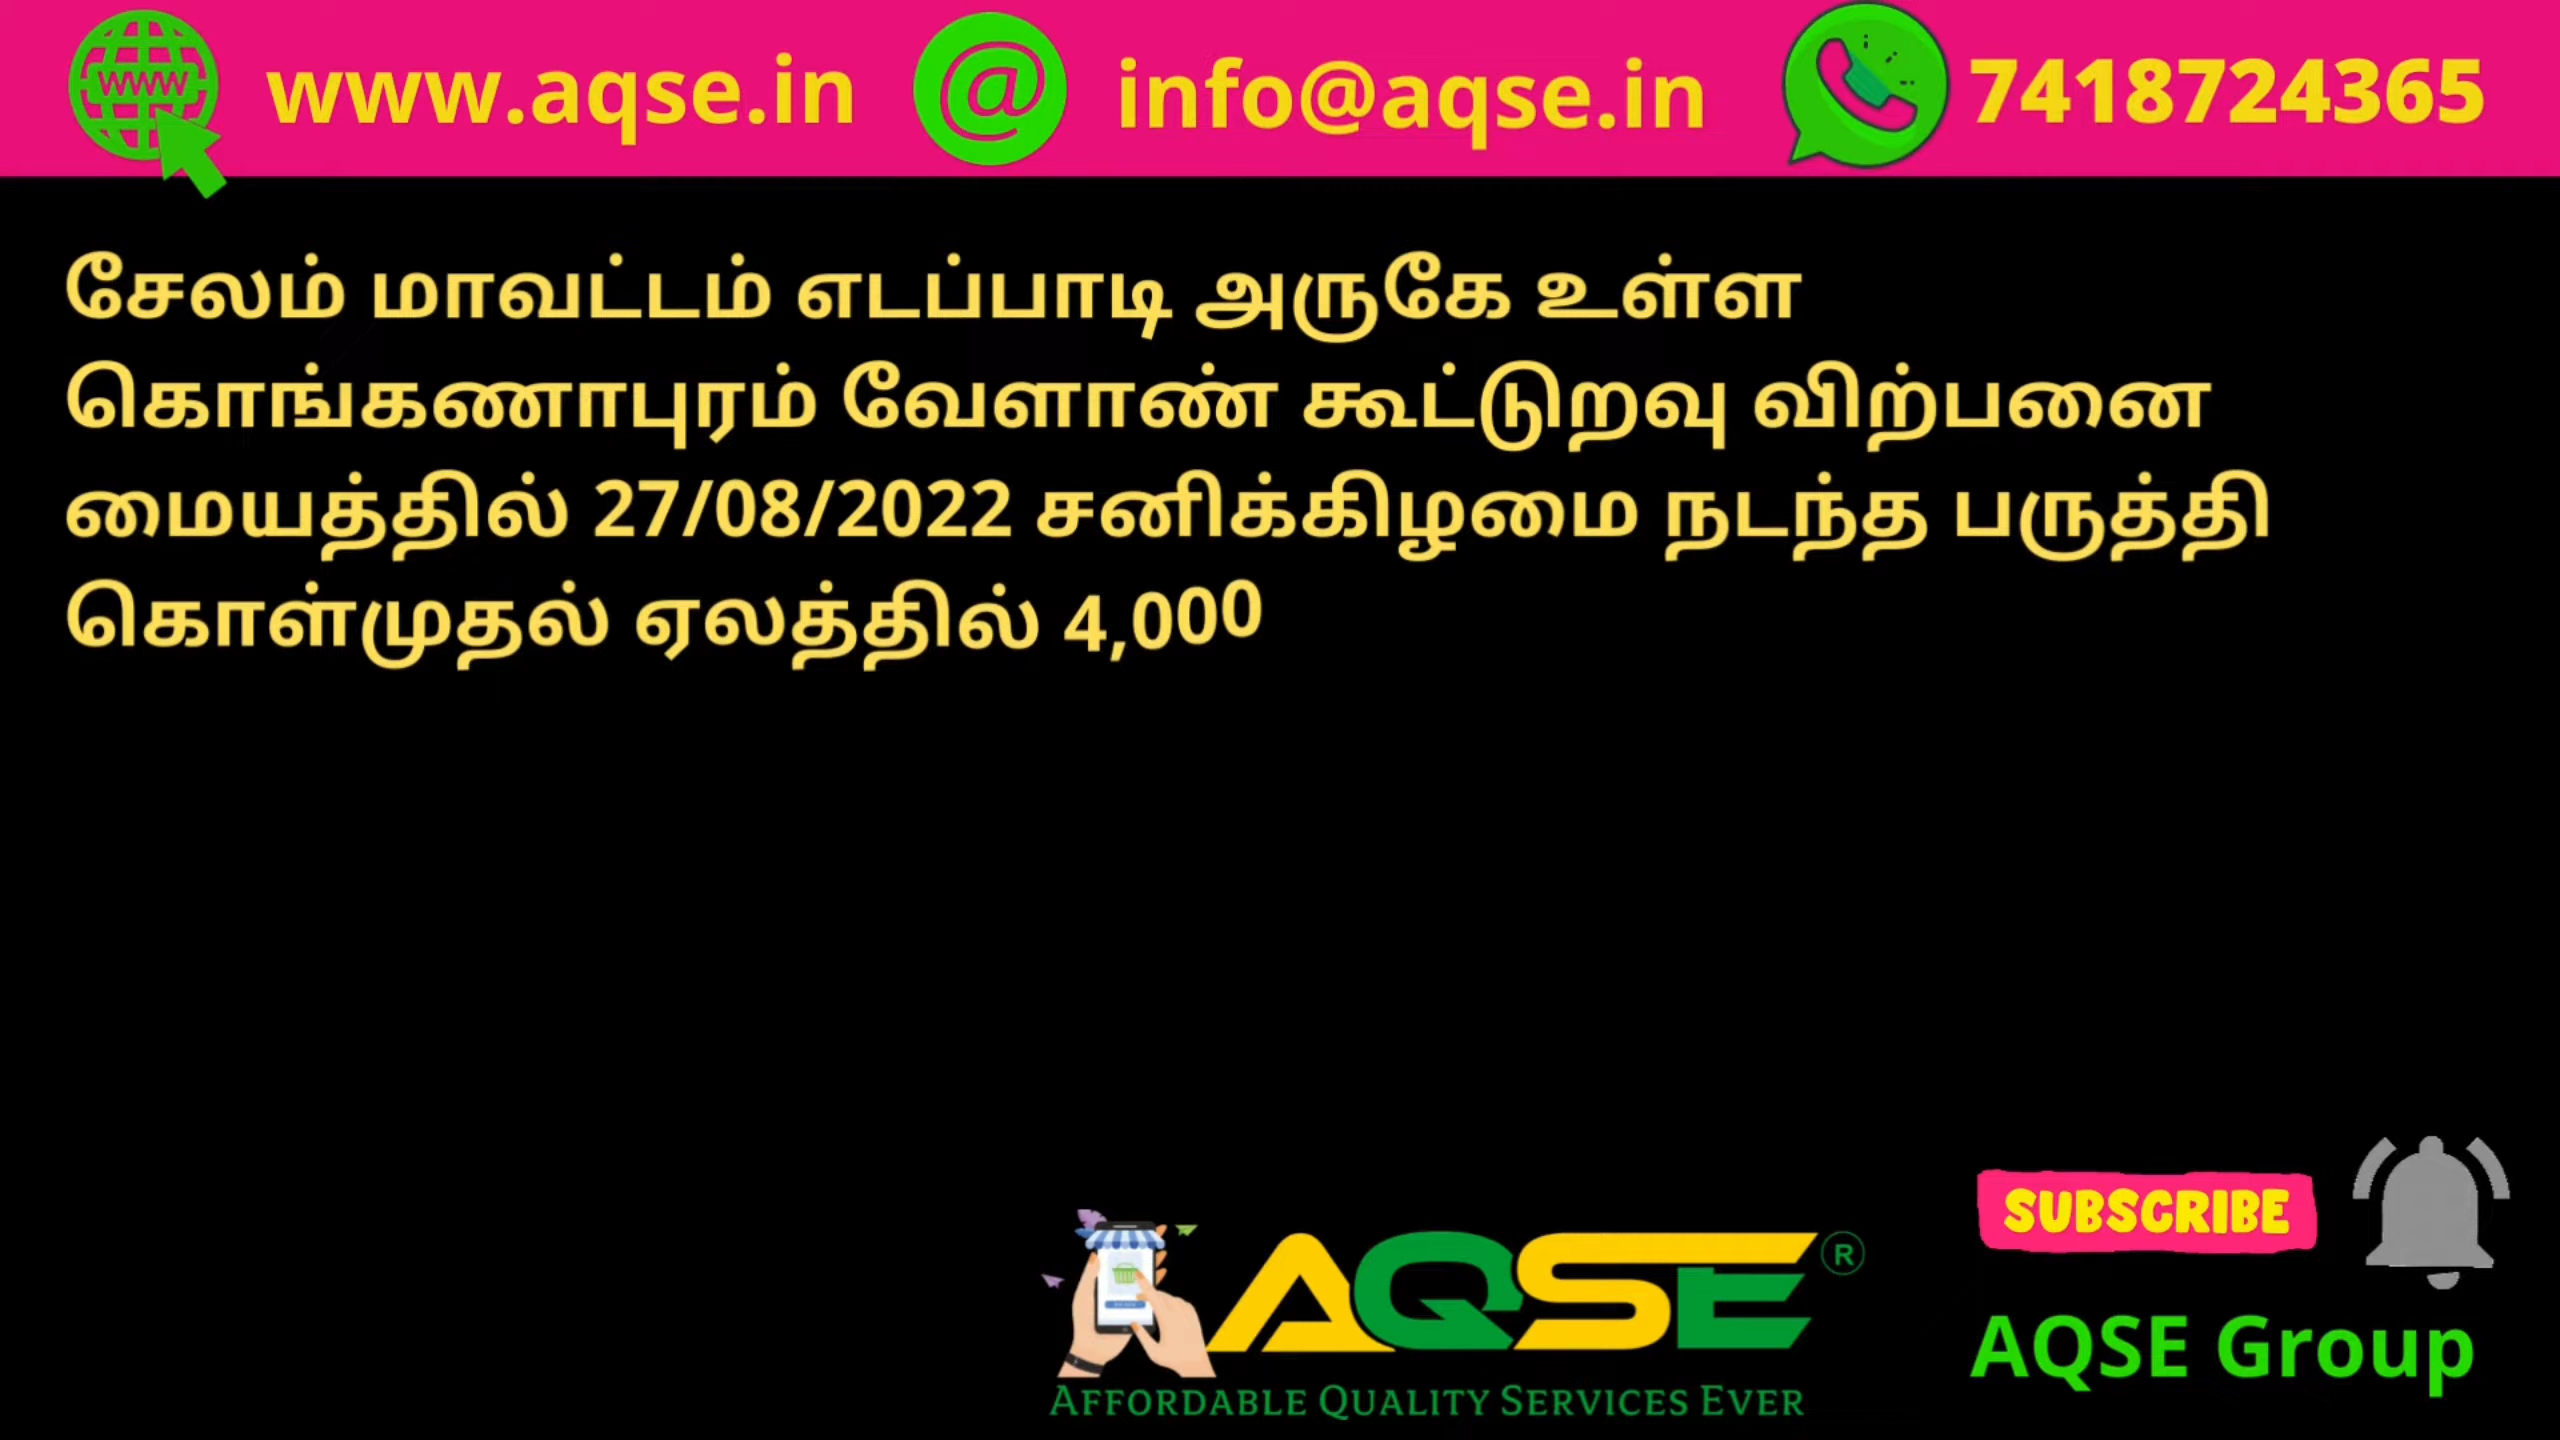 www www.aqse.in @ info@aqse.in 7418724365
சேலம் மாவட்டம் எடப்பாடி அருகே உள்ள
கொங்கணாபுரம் வேளாண் கூட்டுறவு விற்பனை
மையத்தில் 27/08/2022 சனிக்கிழமை நடந்த பருத்தி
கொள்முதல் ஏலத்தில் 4,000
SUBSCRIBE
AQSE ®
AQSE Group
AFFORDABLE QUALITY SERVICES EVER